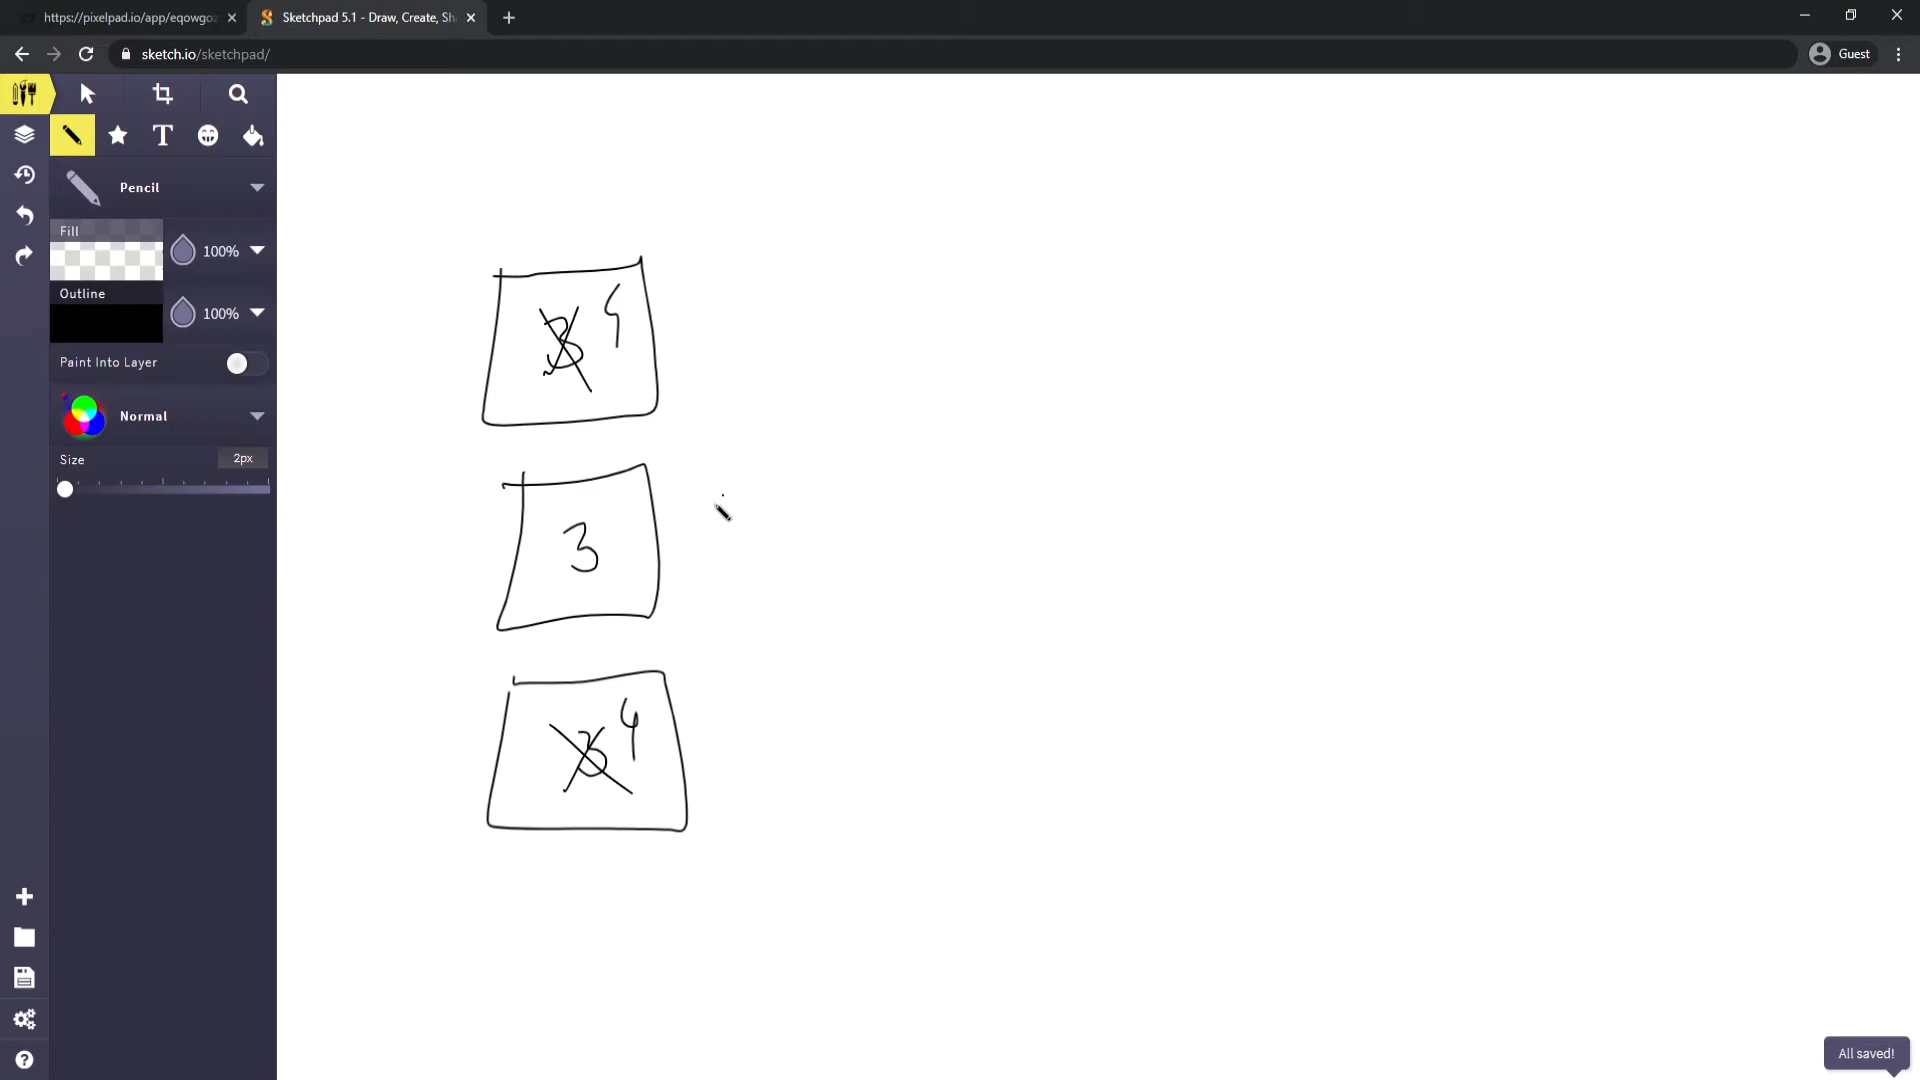 https://pixelpad.io/app/eqowgo
Sketchpad 5.1 - Draw, Create, Sh
sketch.io/sketchpad/
Guest
Pencil
Fill
100%
Outline
100%
Paint Into Layer
Normal
Size
2px
3 4
3
3 4
All saved!